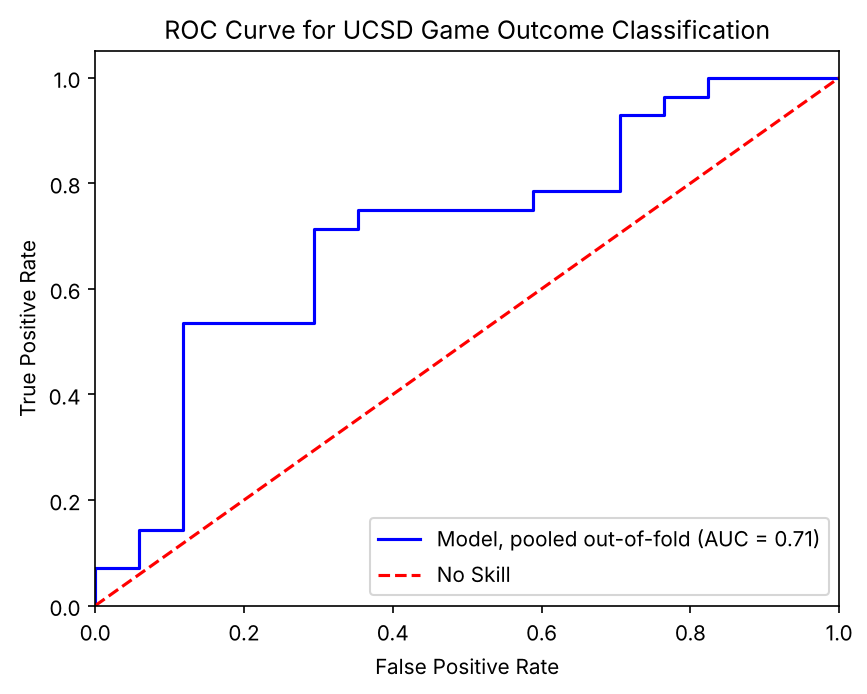 ROC Curve for UCSD Game Outcome Classification
True Positive Rate
1.0
0.8
0.6
0.4
0.2
0.0
Model, pooled out-of-fold (AUC = 0.71)
No Skill
0.0 0.2 0.4 0.6 0.8 1.0
False Positive Rate